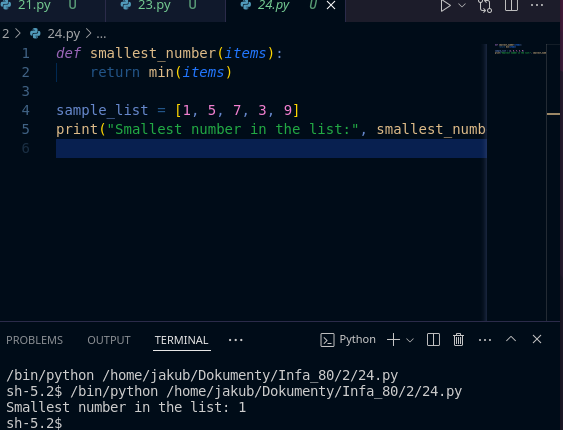 21.py U 23.py U 24.py U
2 > 24.py > ...
1 def smallest_number(items):
2 return min(items)
3
4 sample_list = [1, 5, 7, 3, 9]
5 print("Smallest number in the list:", smallest_numb
6
PROBLEMS OUTPUT TERMINAL ... Python
/bin/python /home/jakub/Dokumenty/Infa_80/2/24.py
sh-5.2$ /bin/python /home/jakub/Dokumenty/Infa_80/2/24.py
Smallest number in the list: 1
sh-5.2$